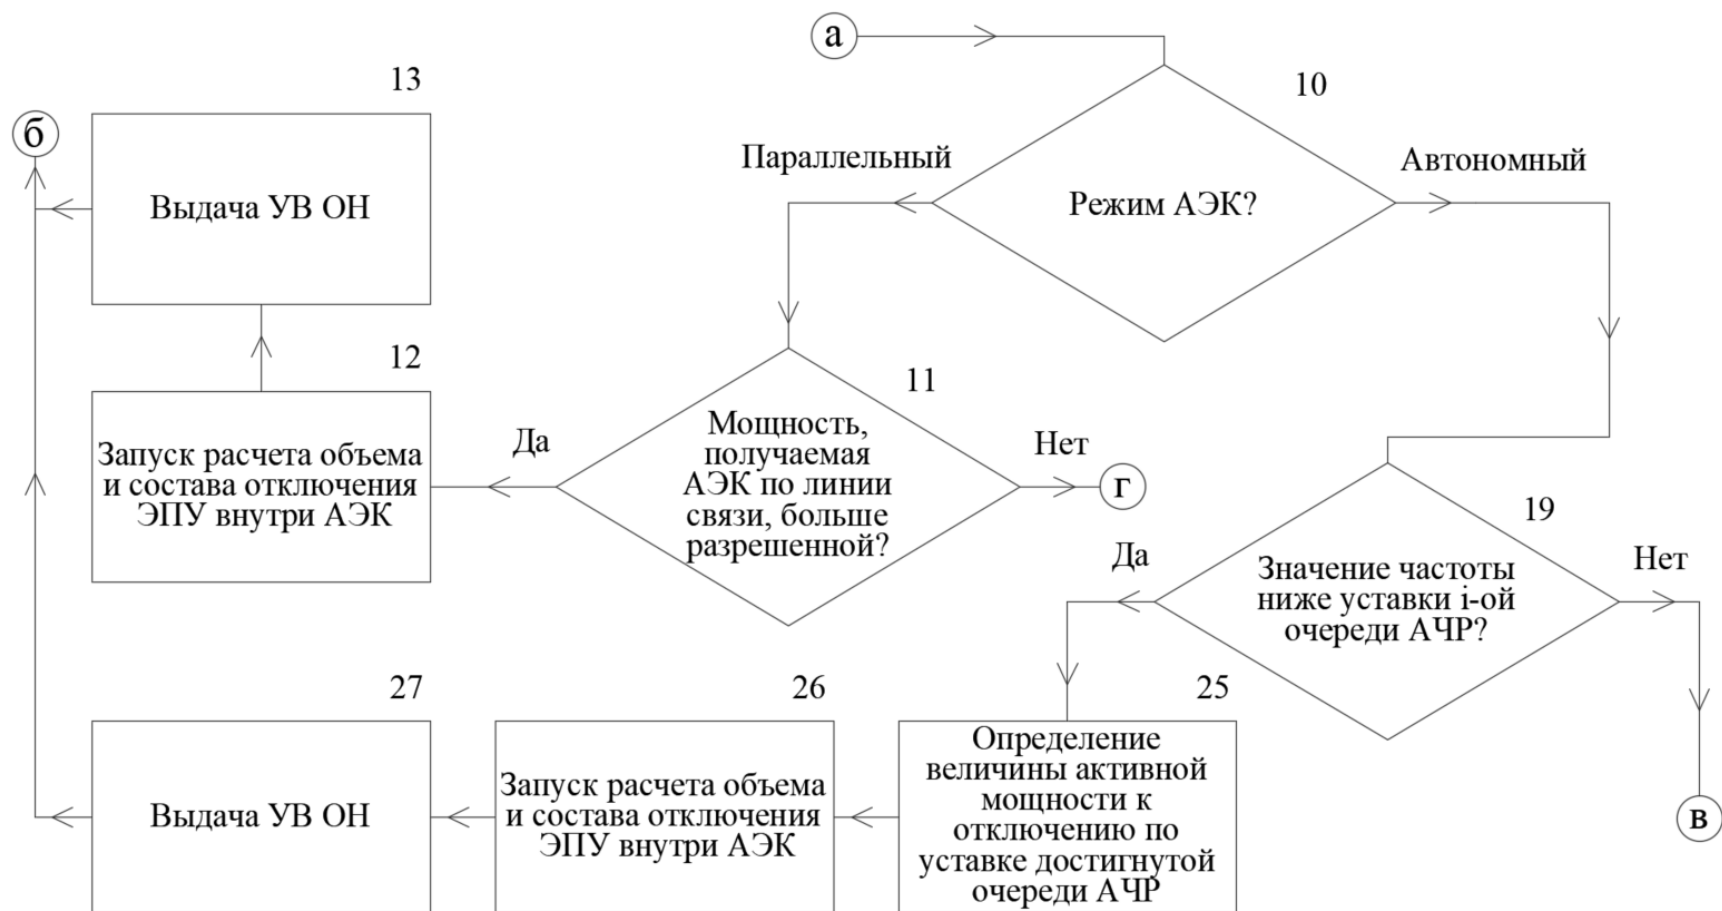 а
10
Параллельный
Автономный
Режим АЭК?
13
б
Выдача УВ ОН
12
Запуск расчета объема
и состава отключения
ЭПУ внутри АЭК
11
Да
Мощность,
получаемая
АЭК по линии
связи, больше
разрешенной?
Нет
г
19
Да
Значение частоты
ниже уставки i-ой
очереди АЧР?
Нет
в
27
Выдача УВ ОН
26
Запуск расчета объема
и состава отключения
ЭПУ внутри АЭК
25
Определение
величины активной
мощности к
отключению по
уставке достигнутой
очереди АЧР